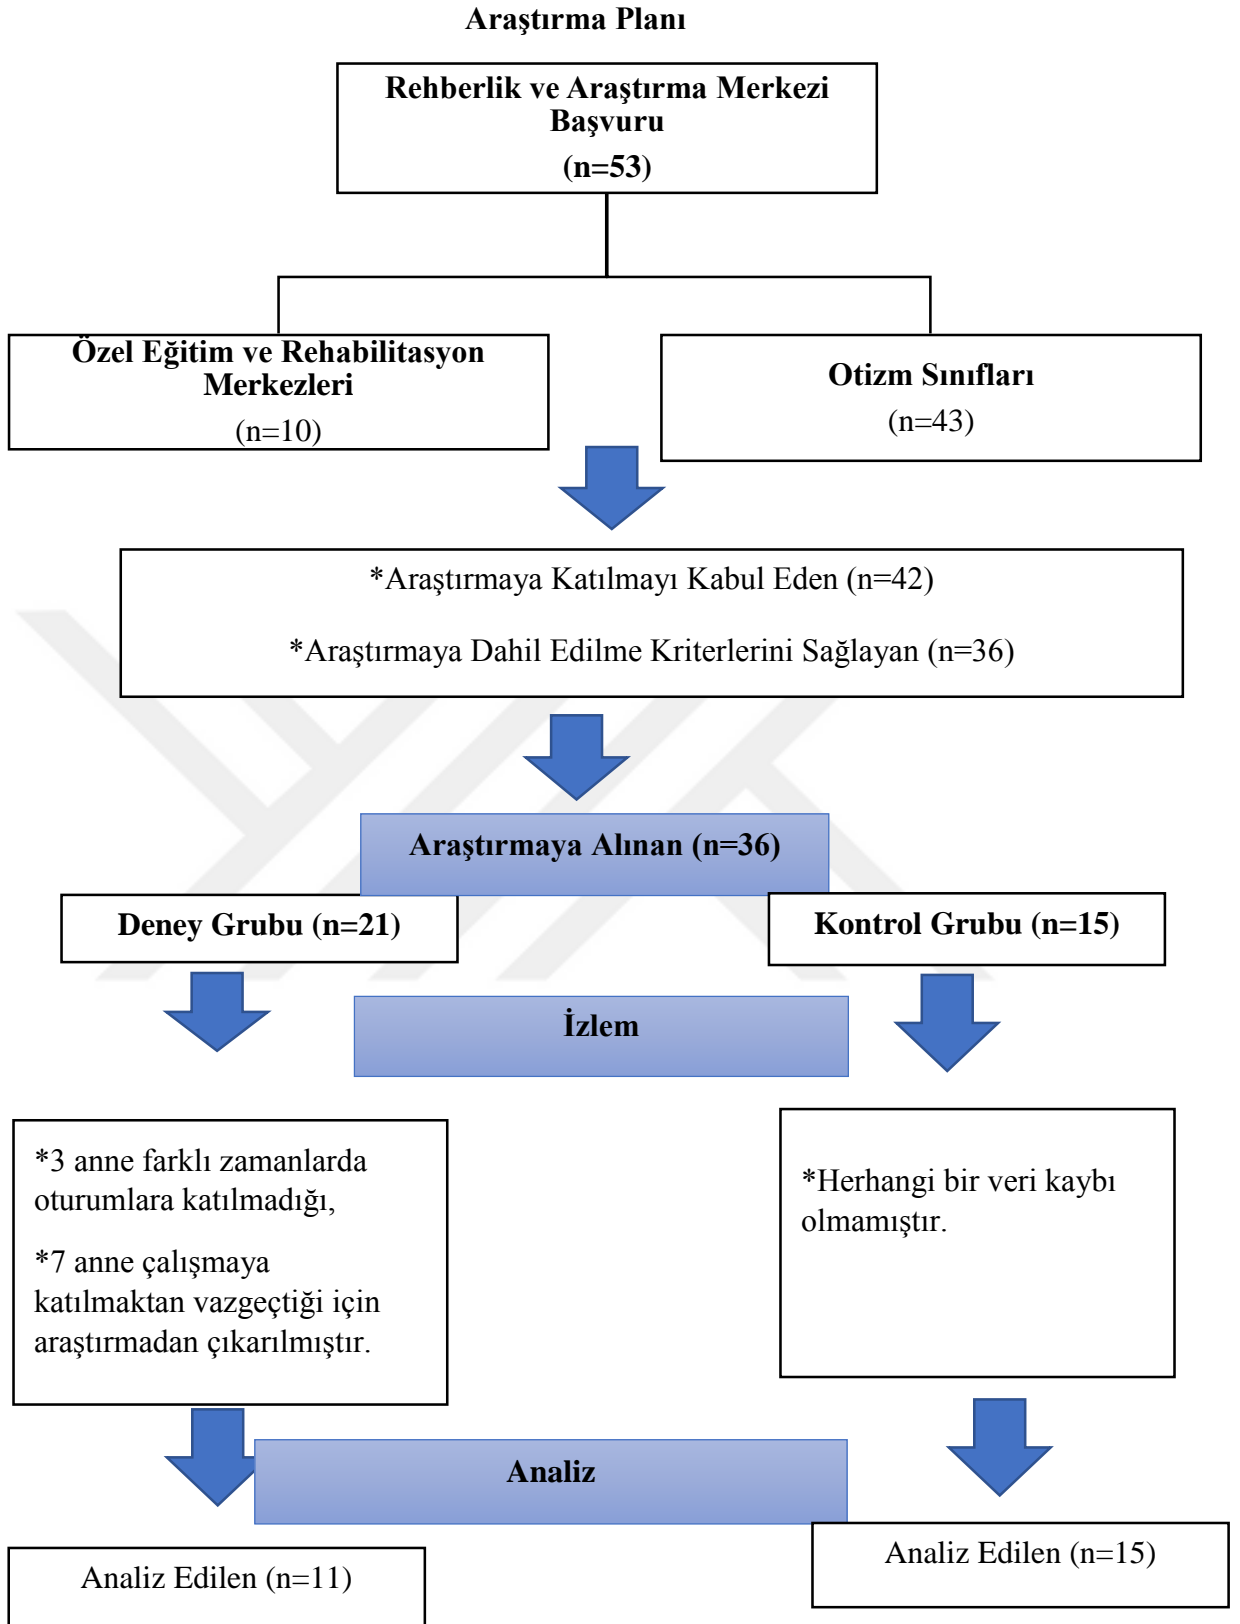 Araştırma Planı
Rehberlik ve Araştırma Merkezi
Başvuru
(n=53)
Özel Eğitim ve Rehabilitasyon
Merkezleri
(n=10)
Otizm Sınıfları
(n=43)
*Araştırmaya Katılmayı Kabul Eden (n=42)
*Araştırmaya Dahil Edilme Kriterlerini Sağlayan (n=36)
Araştırmaya Alınan (n=36)
Deney Grubu (n=21)
Kontrol Grubu (n=15)
İzlem
*3 anne farklı zamanlarda
oturumlara katılmadığı,
*7 anne çalışmaya
katılmaktan vazgeçtiği için
araştırmadan çıkarılmıştır.
*Herhangi bir veri kaybı
olmamıştır.
Analiz
Analiz Edilen (n=11)
Analiz Edilen (n=15)